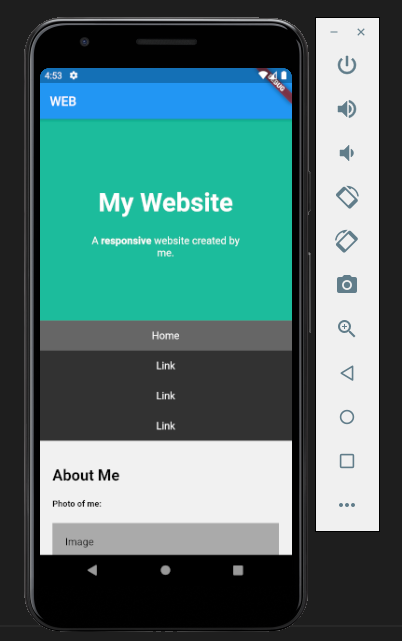 4:53
DEBUG
WEB
My Website
A responsive website created by
me.
Home
Link
Link
Link
About Me
Photo of me:
Image